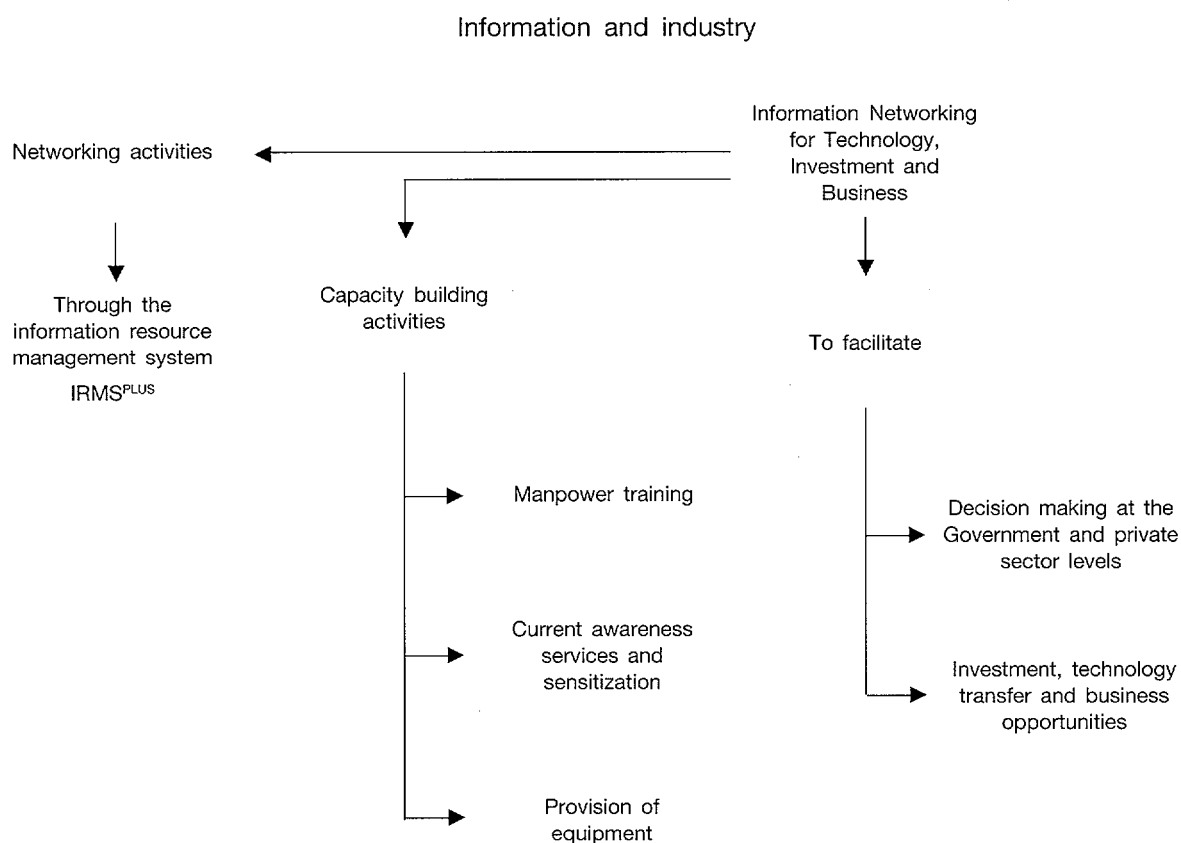 Information and industry
Information Networking
for Technology,
Investment and
Business
Networking activities
Through the
information resource
management system
IRMSPLUS
Capacity building
activities
To facilitate
Manpower training
Current awareness
services and
sensitization
Provision of
equipment
Decision making at the
Government and private
sector levels
Investment, technology
transfer and business
opportunities